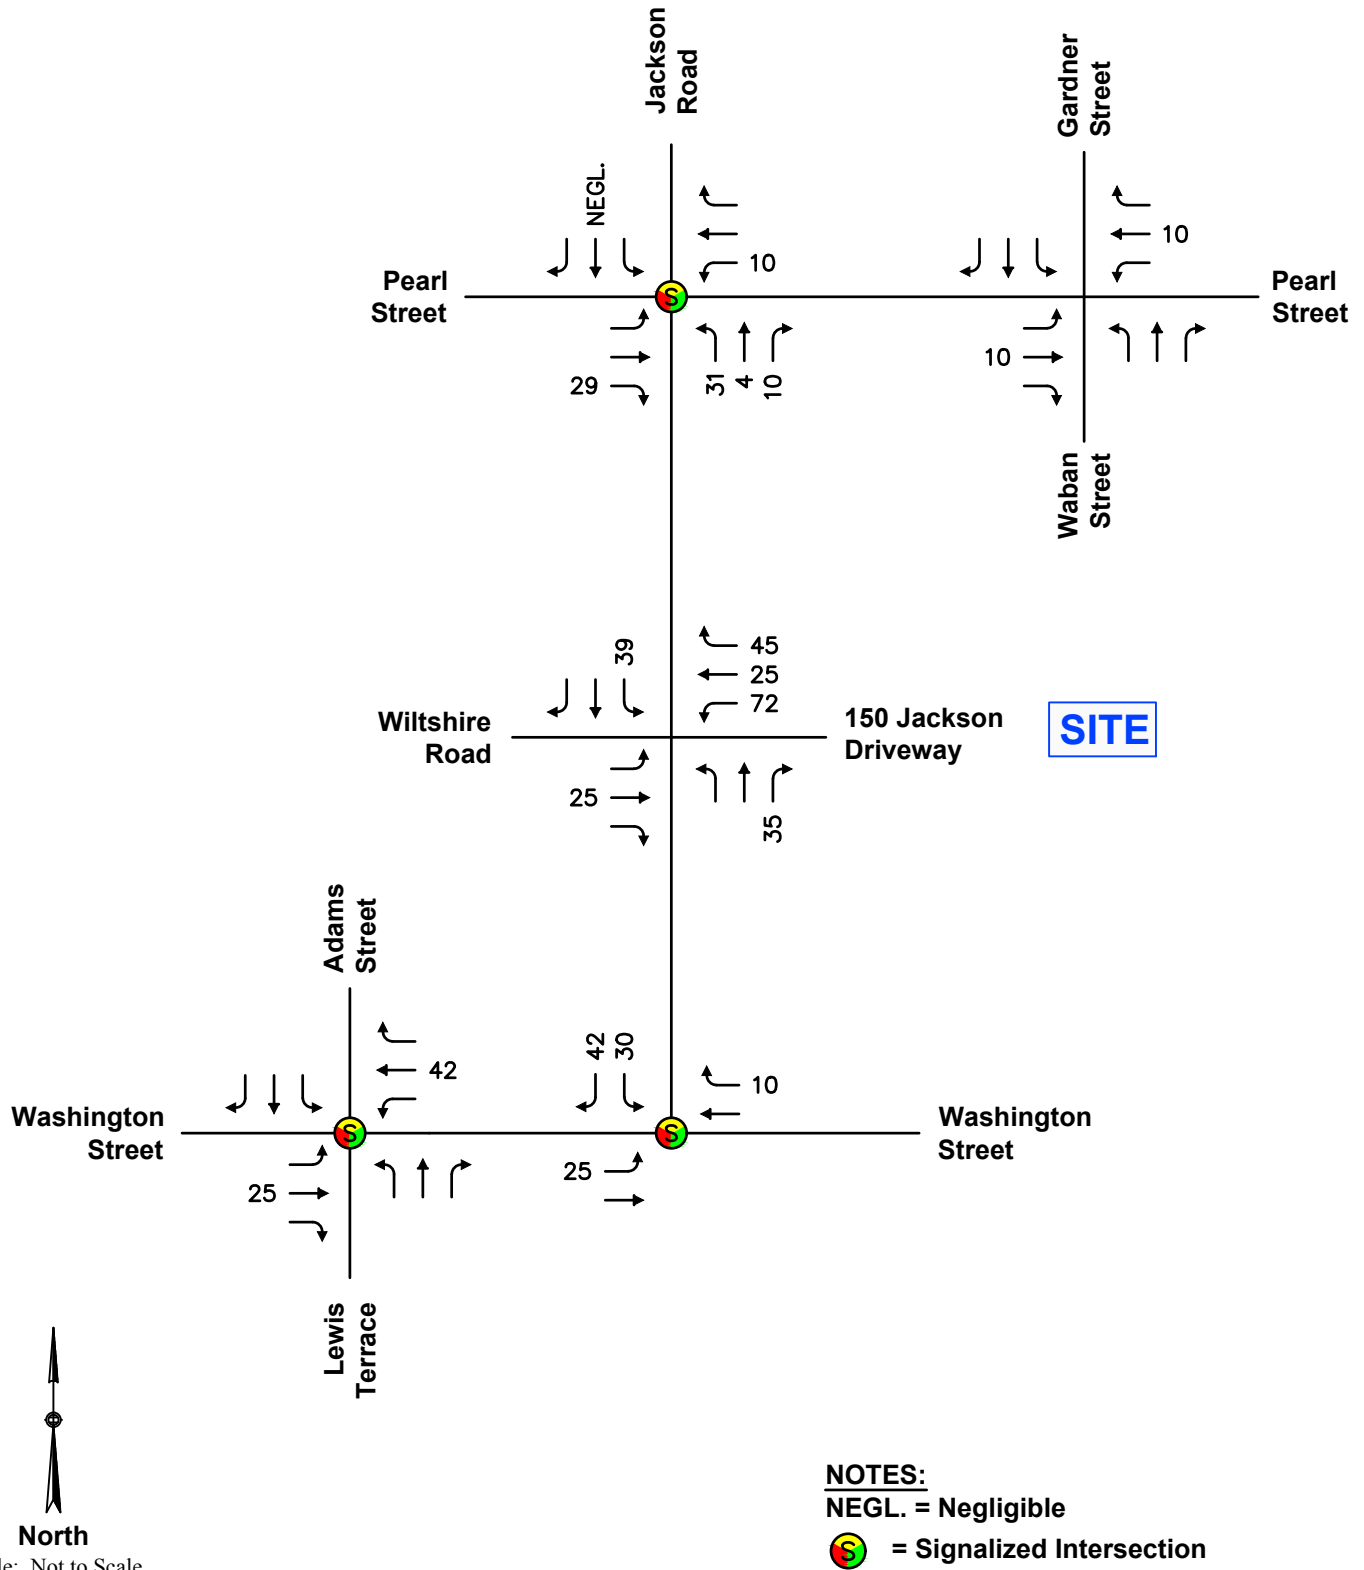 Jackson
Road
Gardner
Street
NEGL.
10
10
Pearl
Street
Pearl
Street
29
31
4
10
10
Waban
Street
39
45
25
72
Wiltshire
Road
150 Jackson
Driveway
SITE
25
35
Adams
Street
42
42
30
10
Washington
Street
S
S
S
Washington
Street
25
25
Lewis
Terrace
North
le: Not to Scale
NOTES:
NEGL. = Negligible
S = Signalized Intersection